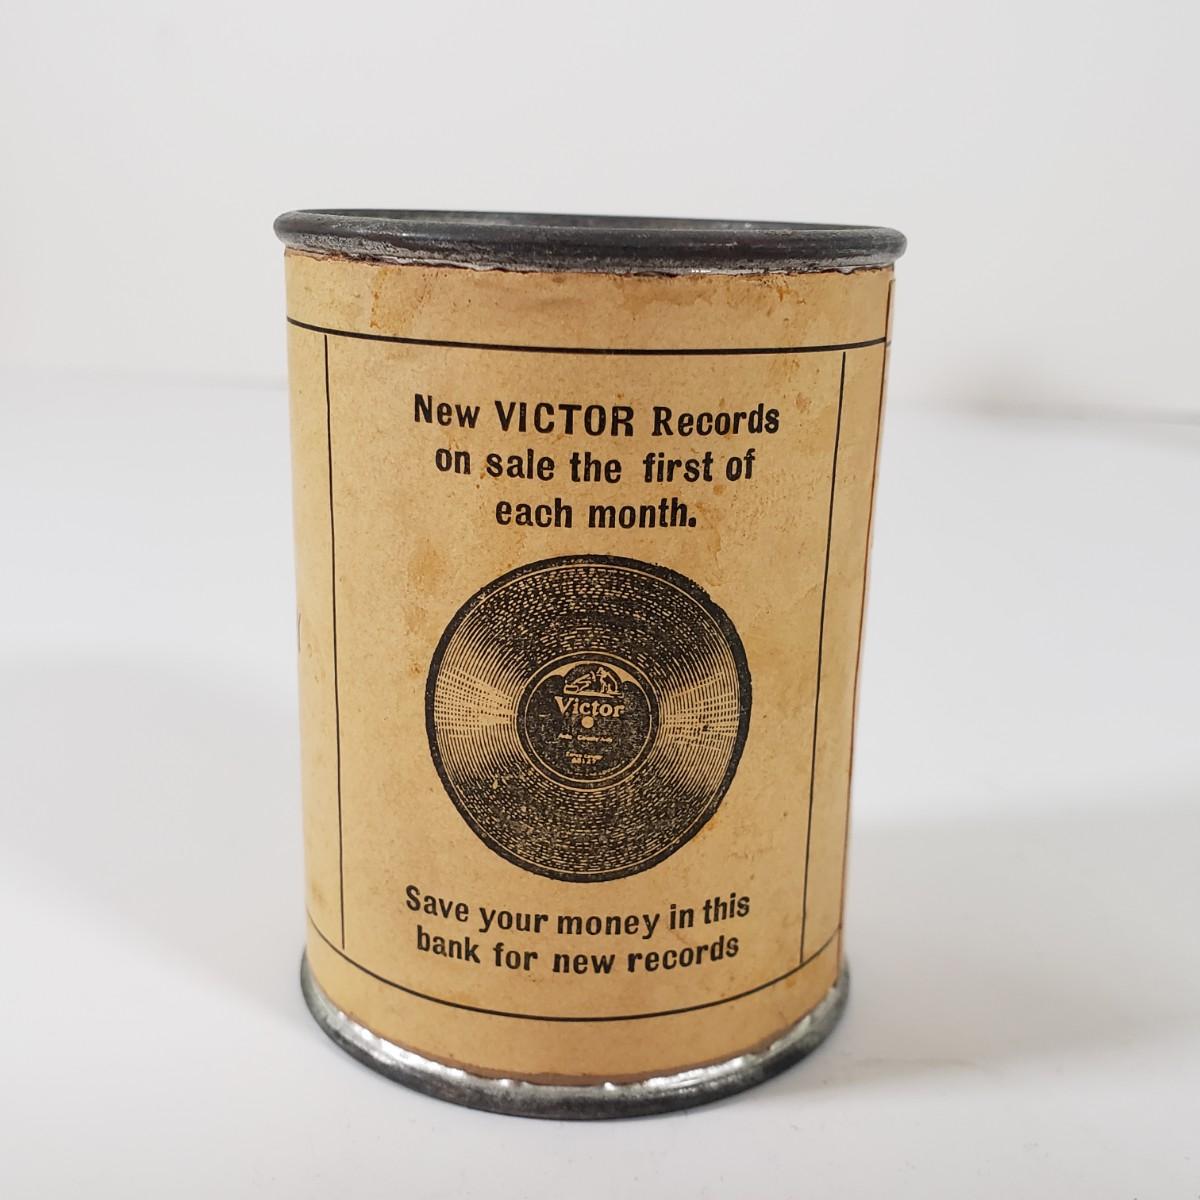 New VICTOR Records
on sale the first of
each month.
Victor
Save your money in this
bank for new records